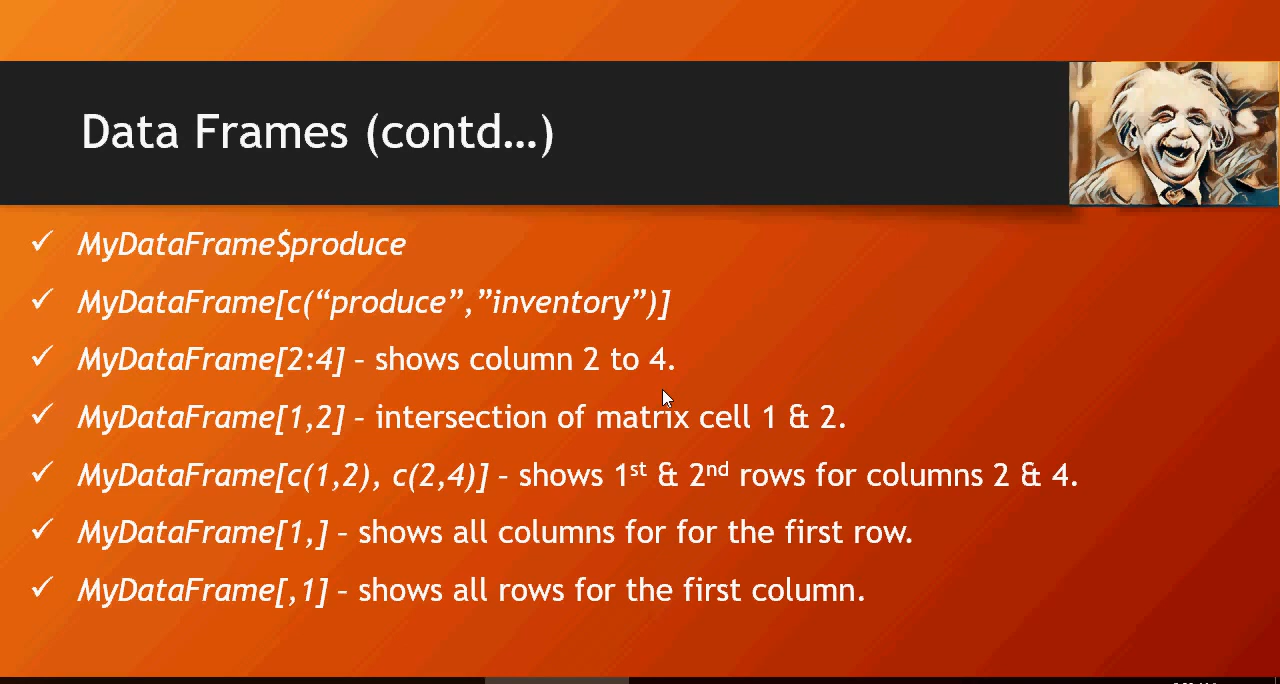 Data Frames (contd…)
✓ MyDataFrame$produce
✓ MyDataFrame[c(“produce”,”inventory”)]
✓ MyDataFrame[2:4] – shows column 2 to 4.
✓ MyDataFrame[1,2] – intersection of matrix cell 1 & 2.
✓ MyDataFrame[c(1,2), c(2,4)] – shows 1st & 2nd rows for columns 2 & 4.
✓ MyDataFrame[1,] – shows all columns for for the first row.
✓ MyDataFrame[,1] – shows all rows for the first column.